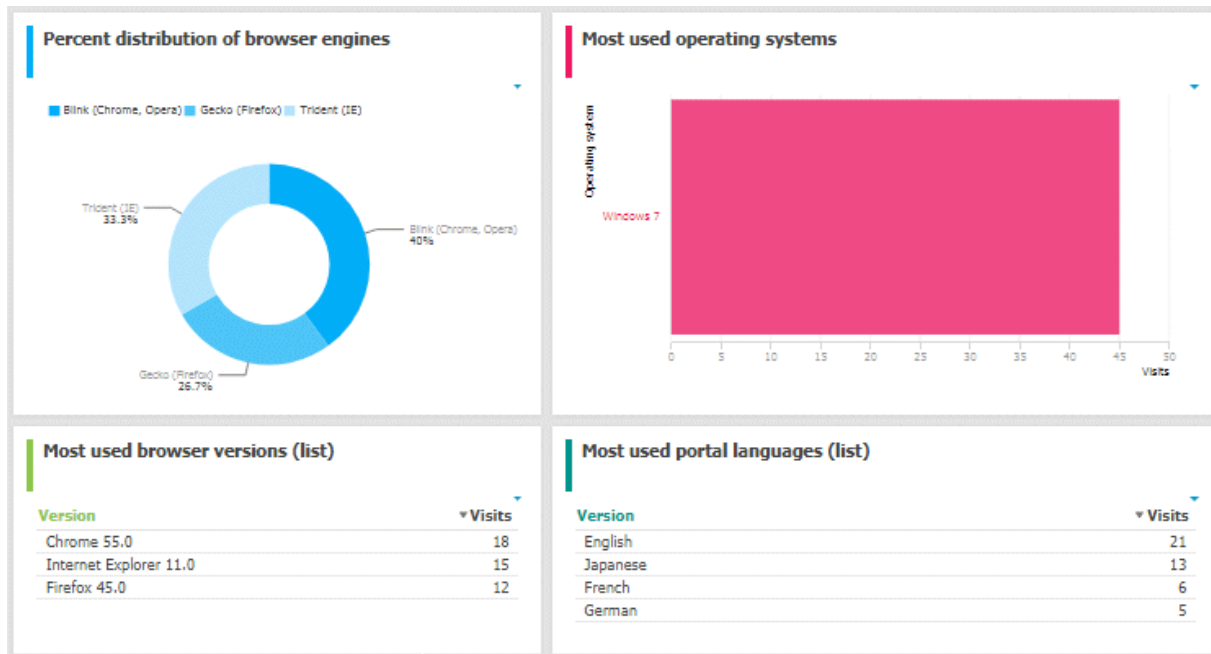 Percent distribution of browser engines
Blink (Chrome, Opera) Gecko (Firefox) Trident (IE)
Trident (IE)
33.3%
Blink (Chrome, Opera)
40%
Gecko (Firefox)
26.7%
Most used operating systems
Operating system
Windows 7
0 5 10 15 20 25 30 35 40 45 50
Visits
Most used browser versions (list)
Version Visits
Chrome 55.0 18
Internet Explorer 11.0 15
Firefox 45.0 12
Most used portal languages (list)
Version Visits
English 21
Japanese 13
French 6
German 5